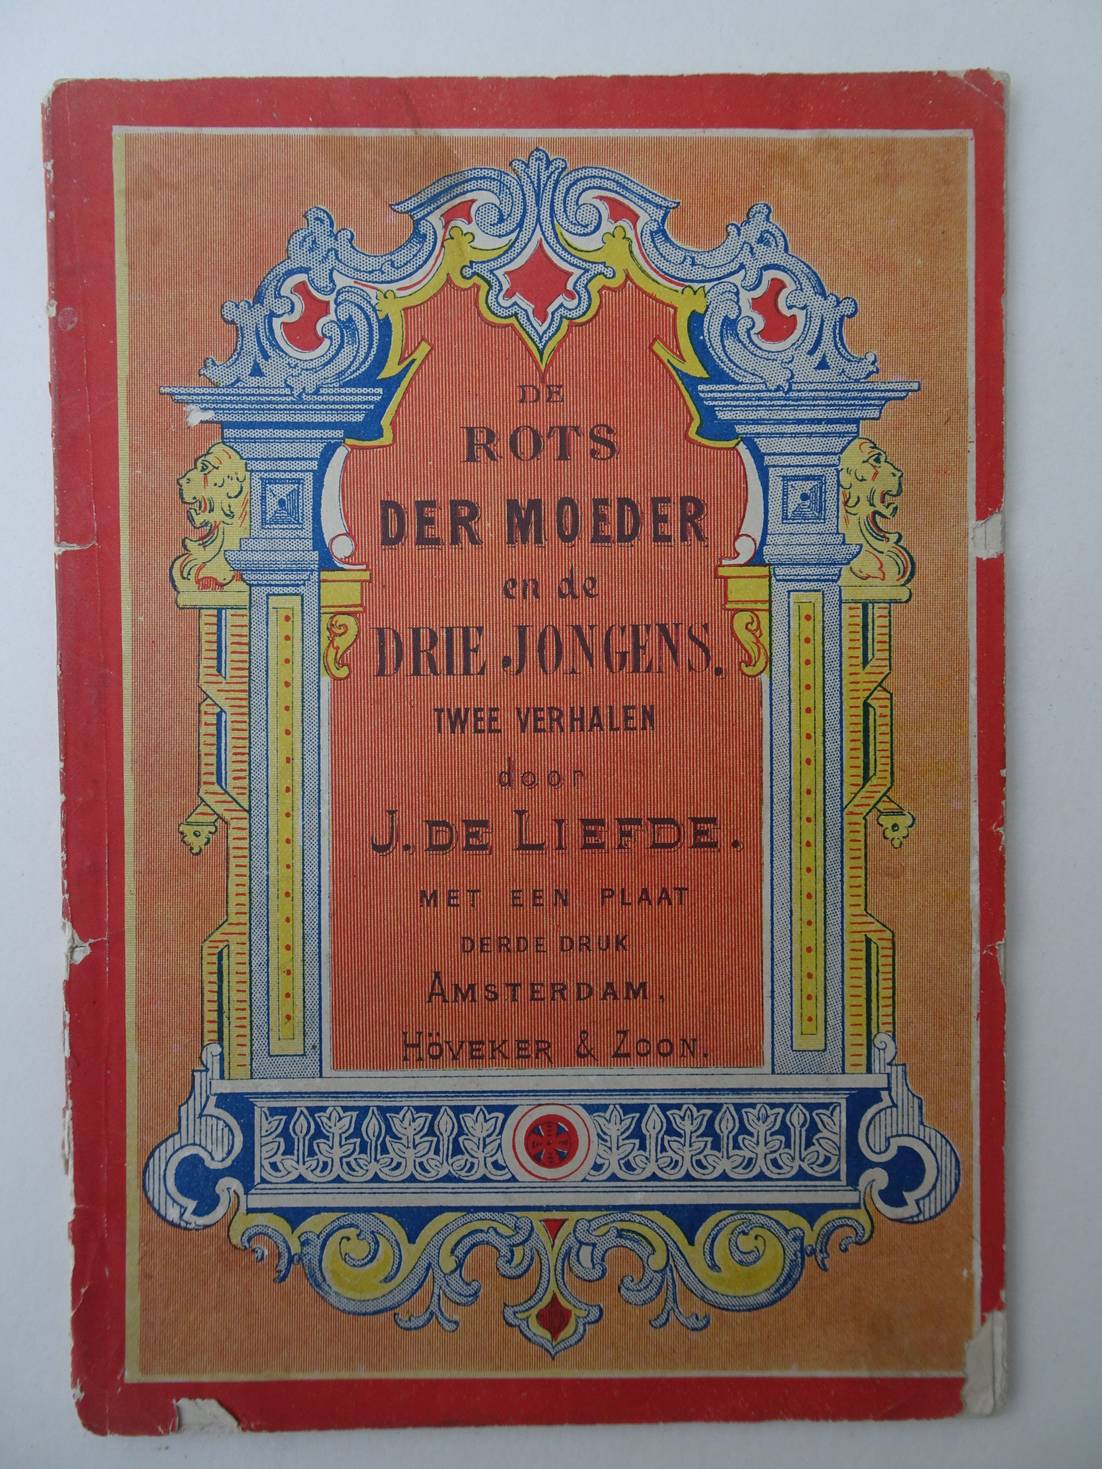 DE
ROTS
DER MOEDER
en de
DRIE JONGENS.
TWEE VERHALEN
door
J. DE LIEFDE.
MET EEN PLAAT
DERDE DRUK
AMSTERDAM.
HÖVEKER & ZOON.